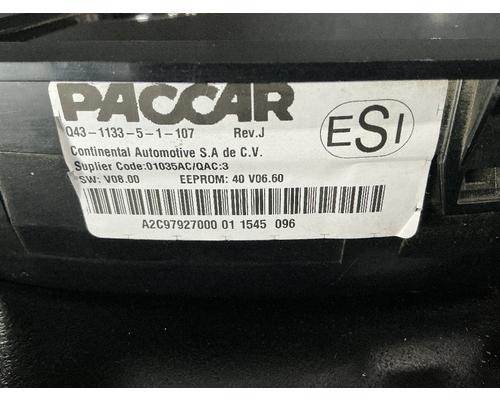 PACCAR
Q43-1133-5-1-107 Rev.J
ESI
Continental Automotive S.A de C.V.
Suplier Code:01035AC/QAC:3
SW: V08.00 EEPROM: 40 V06.60
A2C97927000 01 1545 096